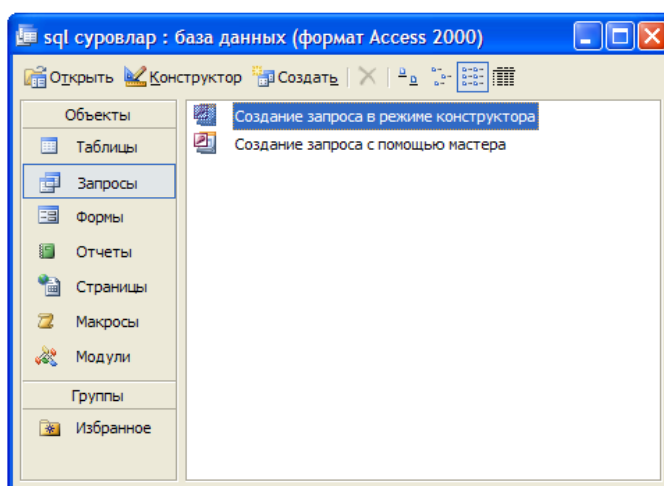 sql суровлар : база данных (формат Access 2000)
Открыть Конструктор Создать
Объекты
Таблицы
Запросы
Формы
Отчеты
Страницы
Макросы
Модули
Группы
Избранное
Создание запроса в режиме конструктора
Создание запроса с помощью мастера